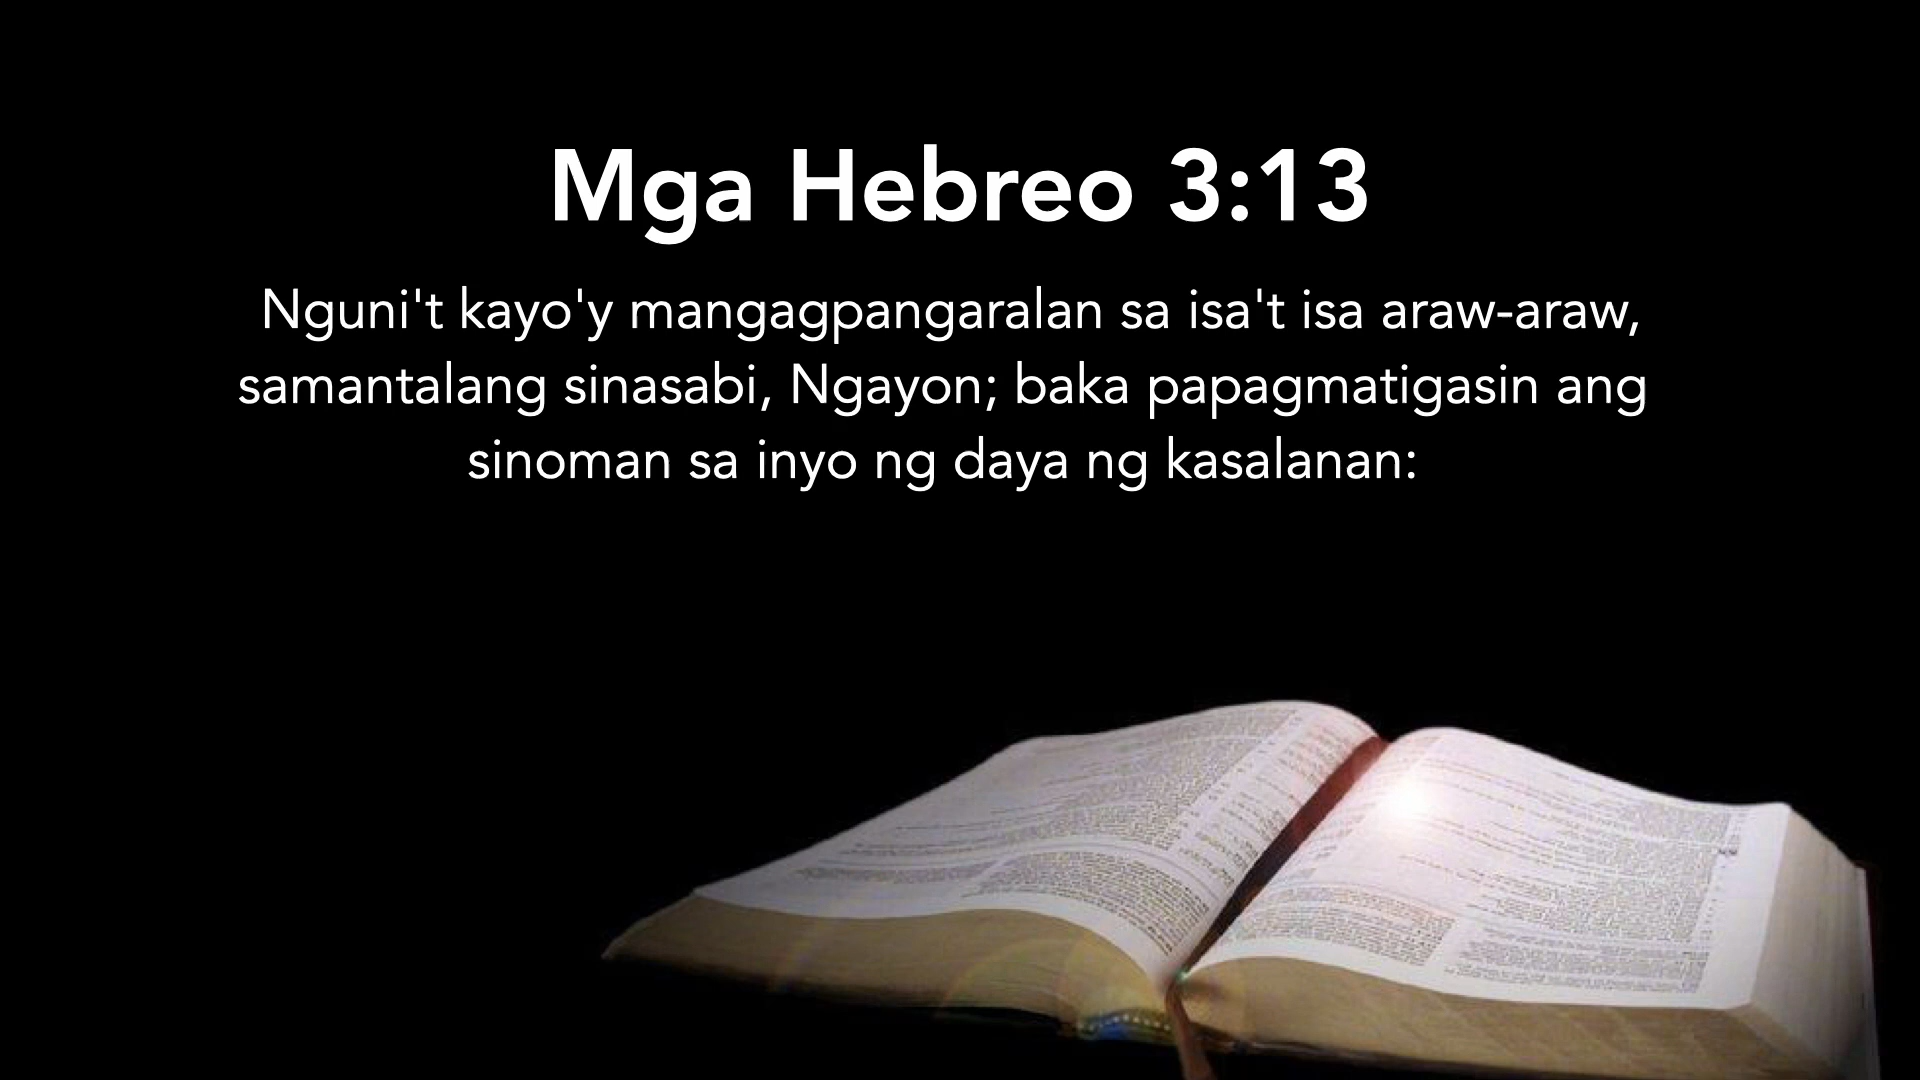 Mga Hebreo 3:13
Nguni't kayo'y mangagpangaralan sa isa't isa araw-araw,
samantalang sinasabi, Ngayon; baka papagmatigasin ang
sinoman sa inyo ng daya ng kasalanan: